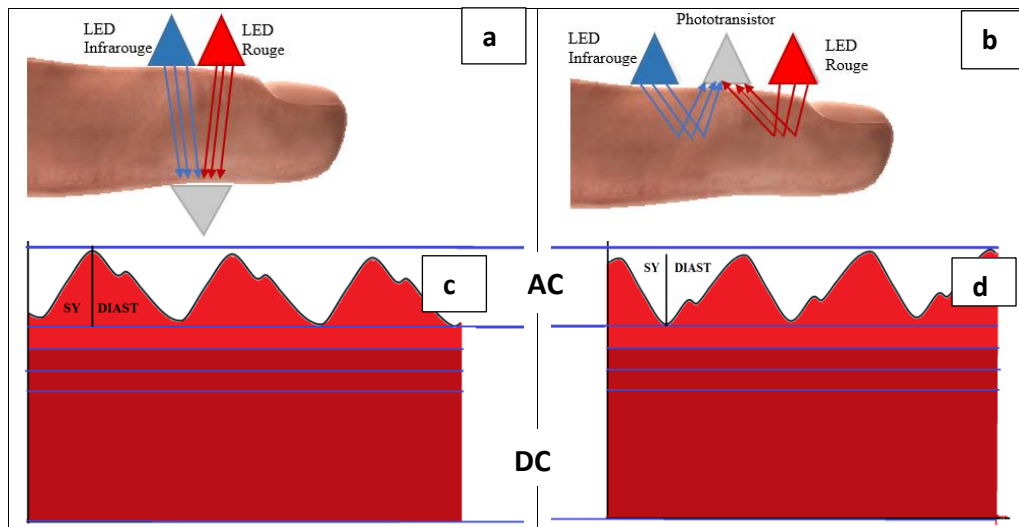 LED
Infrarouge
LED
Rouge
a
Phototransistor
LED
Infrarouge
LED
Rouge
b
SY
DIAST
c
AC
SY
DIAST
d
DC